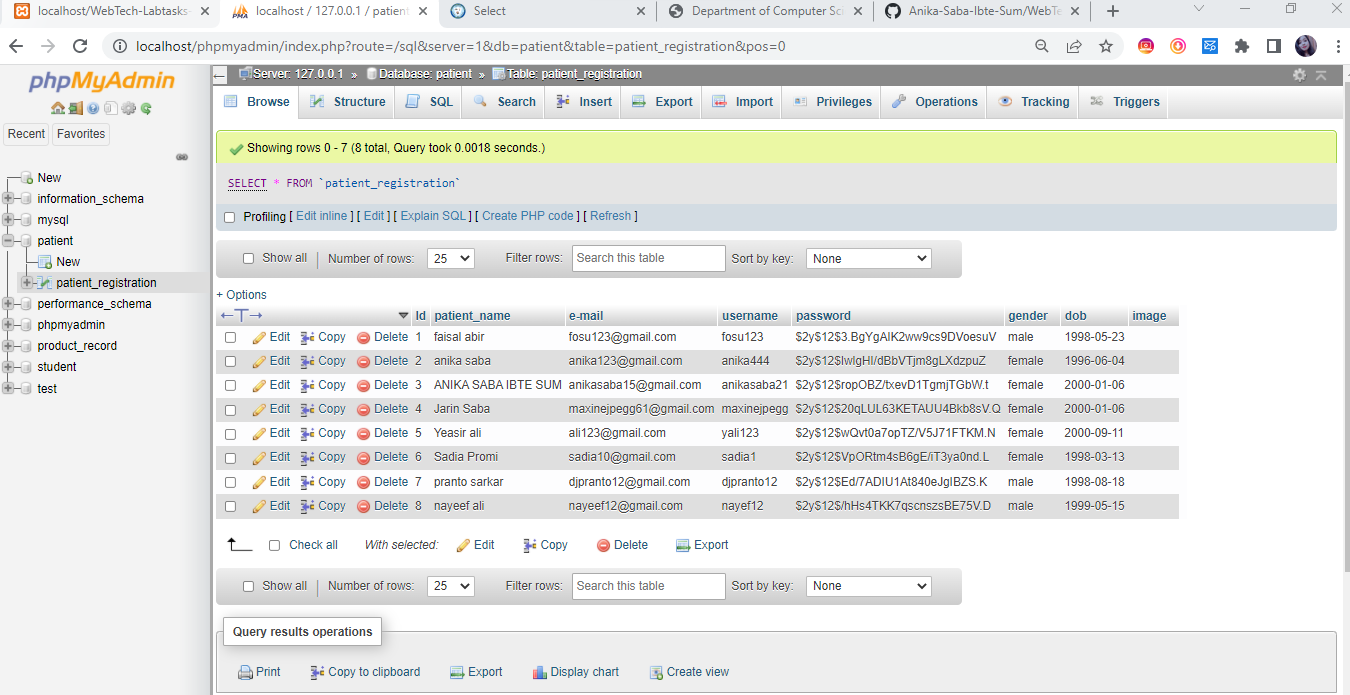 localhost/WebTech-Labtasks- localhost / 127.0.0.1 / patient Select Department of Computer Sc Anika-Saba-Ibte-Sum/WebTe
localhost/phpmyadmin/index.php?route=/sql&server=1&db=patient&table=patient_registration&pos=0
phpMyAdmin
Recent Favorites
New
information_schema
mysql
patient
New
patient_registration
performance_schema
phpmyadmin
product_record
student
test
Server: 127.0.0.1 » Database: patient » Table: patient_registration
Browse Structure SQL Search Insert Export Import Privileges Operations Tracking Triggers
Showing rows 0 - 7 (8 total, Query took 0.0018 seconds.)
SELECT * FROM `patient_registration`
Profiling [ Edit inline ] [ Edit ] [ Explain SQL ] [ Create PHP code ] [ Refresh ]
Show all Number of rows: 25 Filter rows: Search this table Sort by key: None
+ Options
←T→ Id patient_name e-mail username password gender dob image
Edit Copy Delete 1 faisal abir fosu123@gmail.com fosu123 $2y$12$3.BgYgAIK2ww9cs9DVoesuV male 1998-05-23
Edit Copy Delete 2 anika saba anika123@gmail.com anika444 $2y$12$IwIgHI/dBbVTjm8gLXdzpuZ female 1996-06-04
Edit Copy Delete 3 ANIKA SABA IBTE SUM anikasaba15@gmail.com anikasaba21 $2y$12$ropOBZ/txevD1TgmjTGbW.t female 2000-01-06
Edit Copy Delete 4 Jarin Saba maxinejpegg61@gmail.com maxinejpegg $2y$12$20qLUL63KETAUU4Bkb8sV.Q female 2000-01-06
Edit Copy Delete 5 Yeasir ali ali123@gmail.com yali123 $2y$12$wQvt0a7opTZ/V5J71FTKM.N female 2000-09-11
Edit Copy Delete 6 Sadia Promi sadia10@gmail.com sadia1 $2y$12$VpORtm4sB6gE/iT3ya0nd.L female 1998-03-13
Edit Copy Delete 7 pranto sarkar djpranto12@gmail.com djpranto12 $2y$12$Ed/7ADIU1At840eJgIBZS.K male 1998-08-18
Edit Copy Delete 8 nayeef ali nayeef12@gmail.com nayef12 $2y$12$/hHs4TKK7qscnszsBE75V.D male 1999-05-15
Check all With selected: Edit Copy Delete Export
Show all Number of rows: 25 Filter rows: Search this table Sort by key: None
Query results operations
Print Copy to clipboard Export Display chart Create view